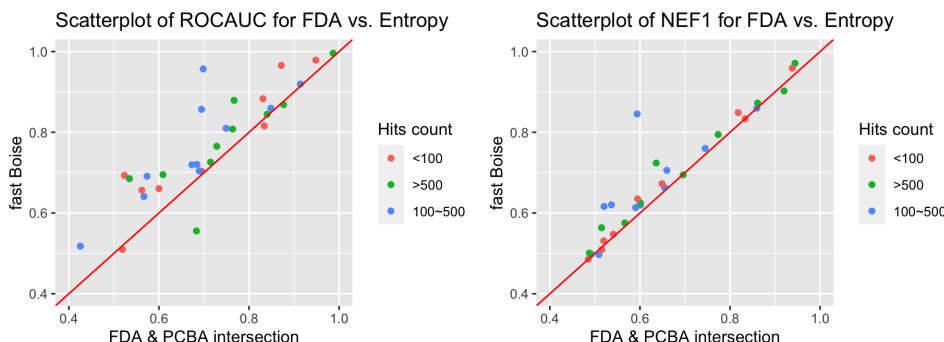 Scatterplot of ROCAUC for FDA vs. Entropy
1.0
0.8
0.6
0.4
fast Boise
0.4 0.6 0.8 1.0
FDA & PCBA intersection
Hits count
<100
>500
100~500
Scatterplot of NEF1 for FDA vs. Entropy
1.0
0.8
0.6
0.4
fast Boise
0.4 0.6 0.8 1.0
FDA & PCBA intersection
Hits count
<100
>500
100~500